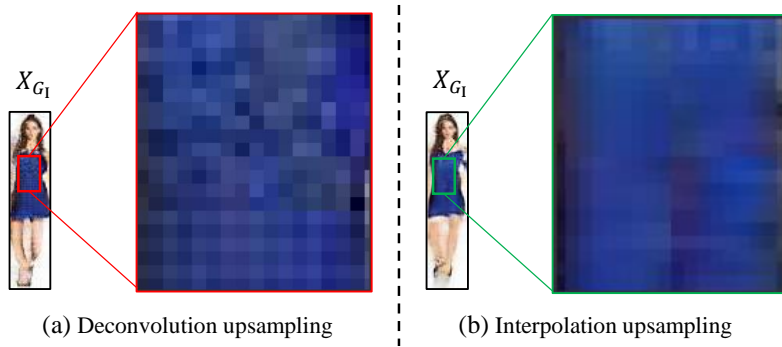 X_{G_I}
X_{G_I}
(a) Deconvolution upsampling
(b) Interpolation upsampling